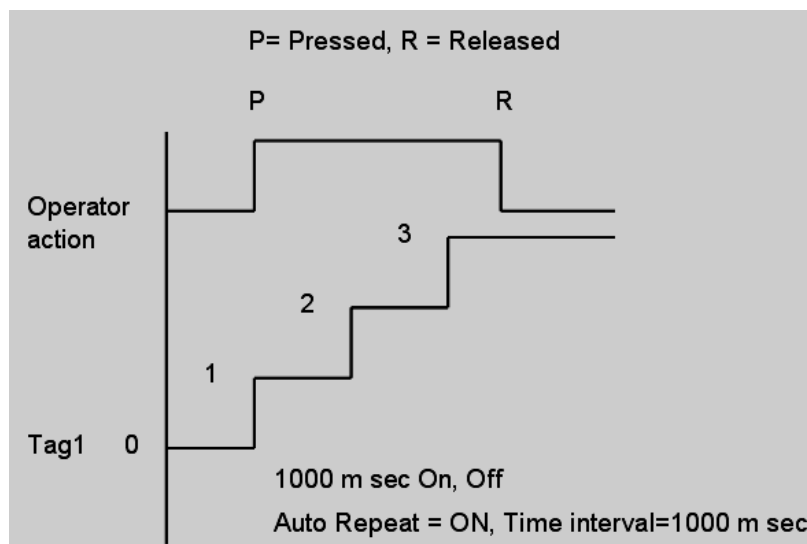 P= Pressed, R = Released
P
R
Operator
action
3
2
1
Tag1 0
1000 m sec On, Off
Auto Repeat = ON, Time interval=1000 m sec